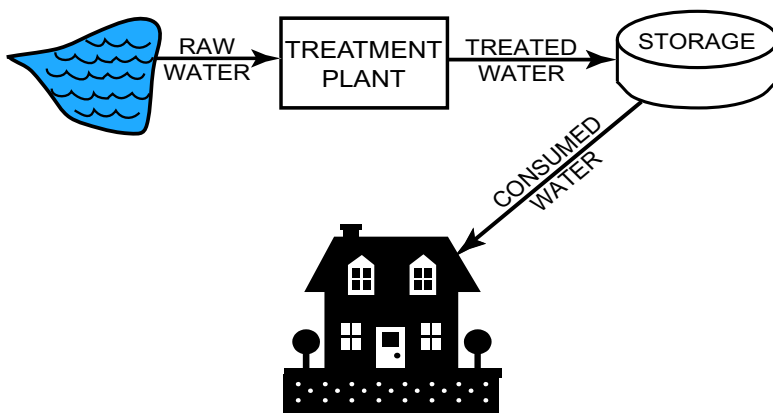 RAW
WATER
TREATMENT
PLANT
TREATED
WATER
STORAGE
CONSUMED
WATER